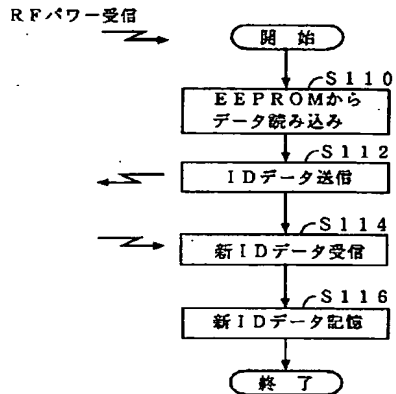 RFパワー受信
開始
S110
EEPROMから
データ読み込み
S112
IDデータ送信
S114
新IDデータ受信
S116
新IDデータ記憶
終了